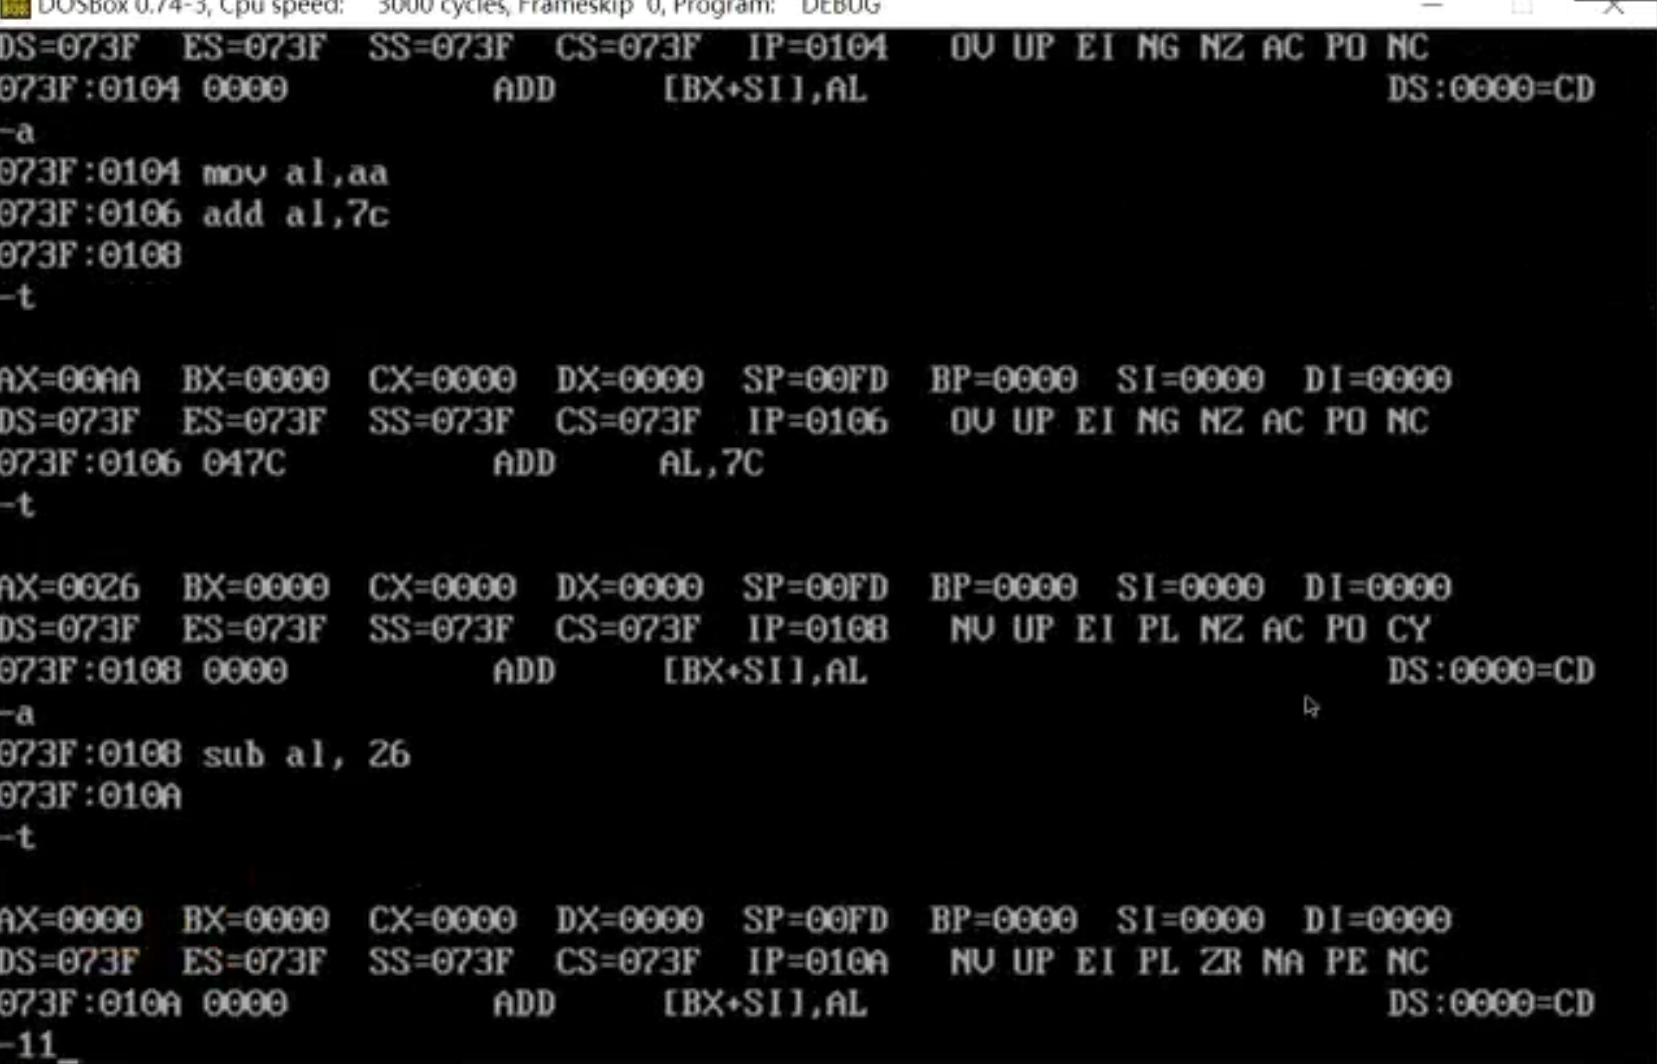 DOSBox 0.74-3, Cpu speed: 3000 cycles, Frameskip 0, Program: DEBUG
DS=073F ES=073F SS=073F CS=073F IP=0104 OV UP EI NG NZ AC PO NC
073F:0104 0000 ADD [BX+SI],AL DS:0000=CD
-a
073F:0104 mov al,aa
073F:0106 add al,7c
073F:0108
-t
AX=00AA BX=0000 CX=0000 DX=0000 SP=00FD BP=0000 SI=0000 DI=0000
DS=073F ES=073F SS=073F CS=073F IP=0106 OV UP EI NG NZ AC PO NC
073F:0106 047C ADD AL,7C
-t
AX=0026 BX=0000 CX=0000 DX=0000 SP=00FD BP=0000 SI=0000 DI=0000
DS=073F ES=073F SS=073F CS=073F IP=0108 NV UP EI PL NZ AC PO CY
073F:0108 0000 ADD [BX+SI],AL DS:0000=CD
-a
073F:0108 sub al, 26
073F:010A
-t
AX=0000 BX=0000 CX=0000 DX=0000 SP=00FD BP=0000 SI=0000 DI=0000
DS=073F ES=073F SS=073F CS=073F IP=010A NV UP EI PL ZR NA PE NC
073F:010A 0000 ADD [BX+SI],AL DS:0000=CD
-11_